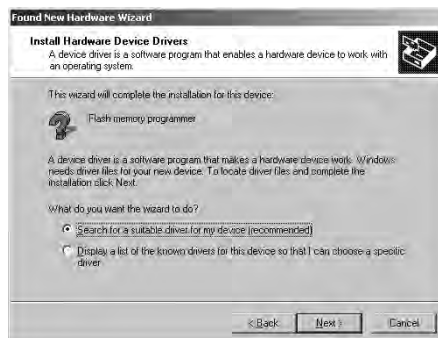 Found New Hardware Wizard
Install Hardware Device Drivers
A device driver is a software program that enables a hardware device to work with
an operating system.
This wizard will complete the installation for this device:
Flash memory programmer
A device driver is a software program that makes a hardware device work. Windows
needs driver files for your new device. To locate driver files and complete the
installation click Next.
What do you want the wizard to do?
Search for a suitable driver for my device (recommended)
Display a list of the known drivers for this device so that I can choose a specific
driver
< Back
Next >
Cancel